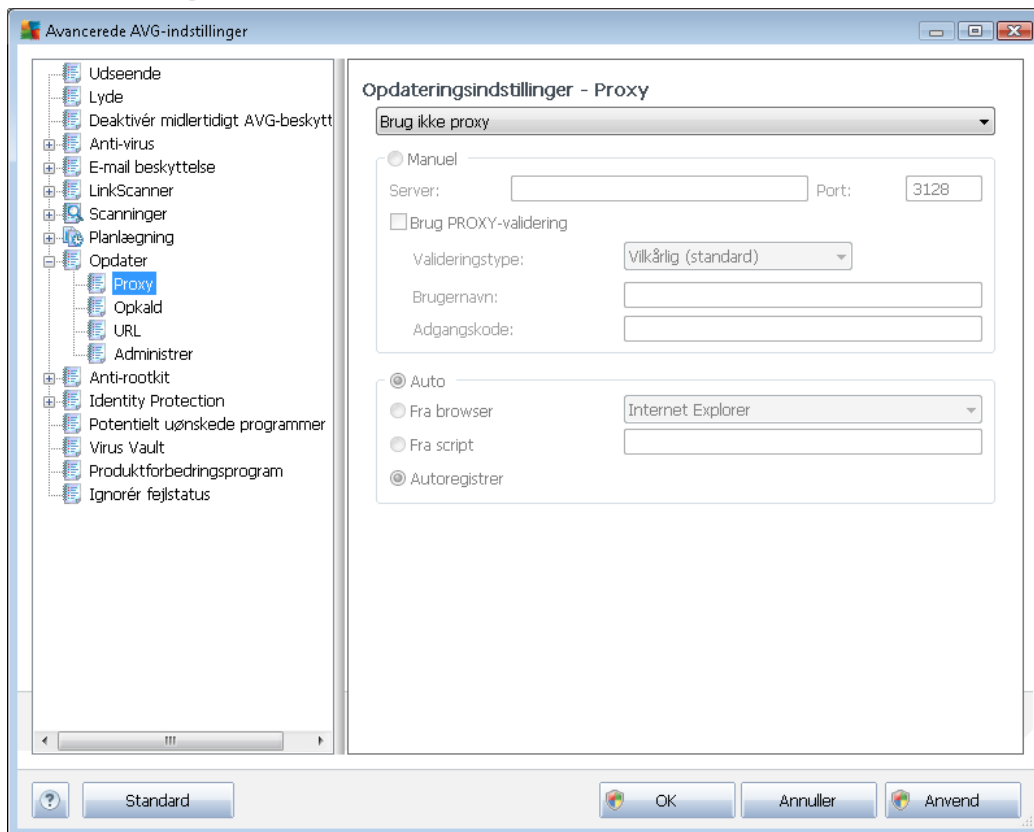 Avancerede AVG-indstillinger
Udseende
Lyde
Deaktivér midlertidigt AVG-beskytt
Anti-virus
E-mail beskyttelse
LinkScanner
Scanninger
Planlægning
Opdater
Proxy
Opkald
URL
Administrer
Anti-rootkit
Identity Protection
Potentielt uønskede programmer
Virus Vault
Produktforbedringsprogram
Ignorér fejlstatus
Opdateringsindstillinger - Proxy
Brug ikke proxy
Manuel
Server: Port: 3128
Brug PROXY-validering
Valideringstype: Vilkårlig (standard)
Brugernavn:
Adgangskode:
Auto
Fra browser Internet Explorer
Fra script
Autoregistrer
? Standard OK Annuller Anvend